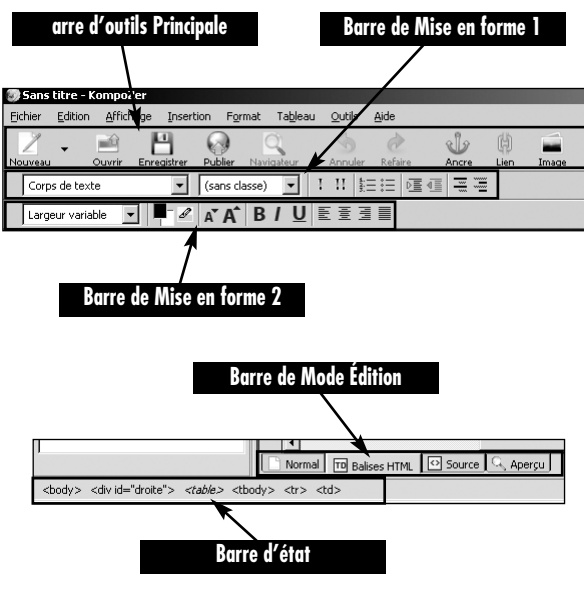 arre d'outils Principale
Barre de Mise en forme 1
Sans titre - KompoZer
Fichier Edition Affichage Insertion Format Tableau Outils Aide
Nouveau Ouvrir Enregistrer Publier Navigateur Annuler Refaire Ancre Lien Image
Corps de texte (sans classe) ! !!
Largeur variable A A B I U
Barre de Mise en forme 2
Barre de Mode Édition
Normal TD Balises HTML Source Aperçu
<body> <div id="droite"> <table> <tbody> <tr> <td>
Barre d'état